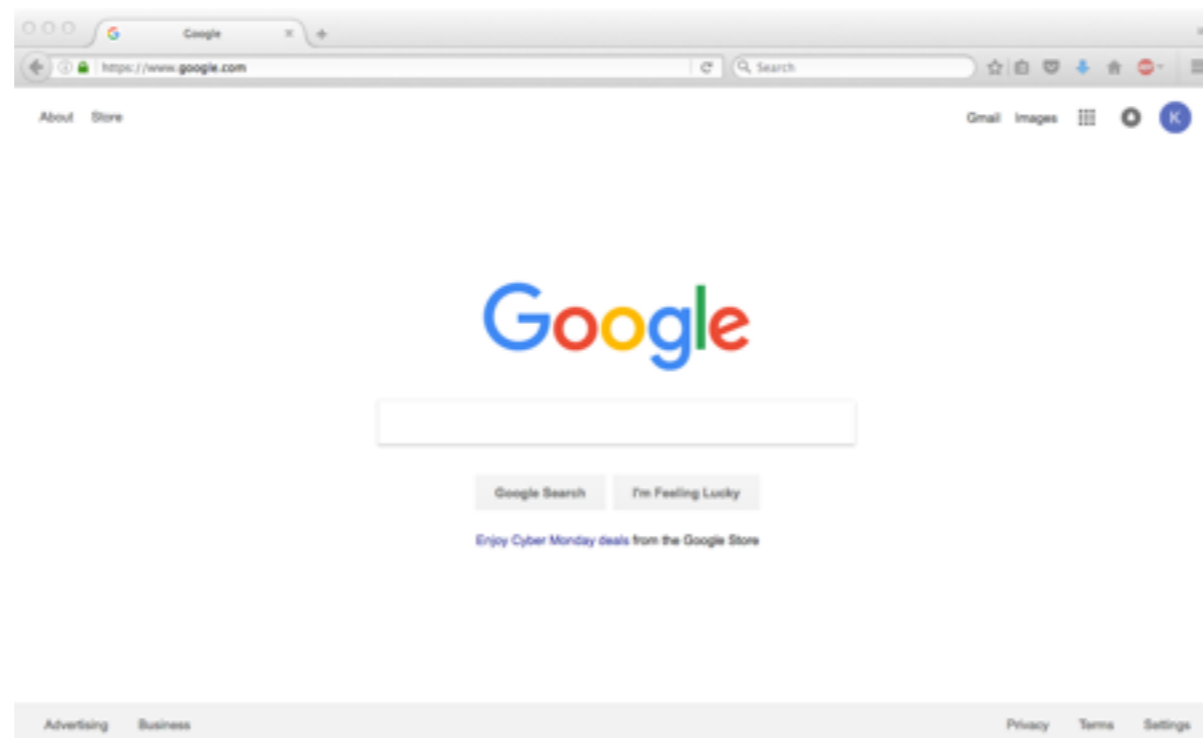 Google
https://www.google.com Search
About Store Gmail Images K
Google
Google Search I'm Feeling Lucky
Enjoy Cyber Monday deals from the Google Store
Advertising Business Privacy Terms Settings